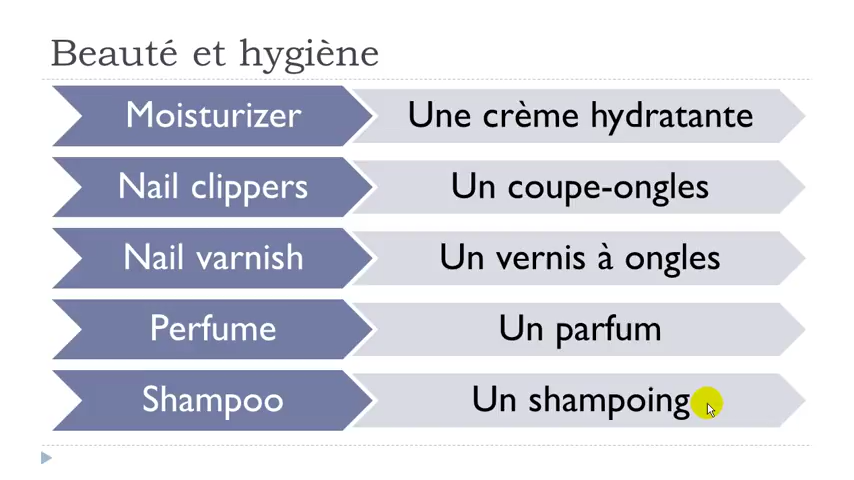 Beauté et hygiène
Moisturizer Une crème hydratante
Nail clippers Un coupe-ongles
Nail varnish Un vernis à ongles
Perfume Un parfum
Shampoo Un shampoing